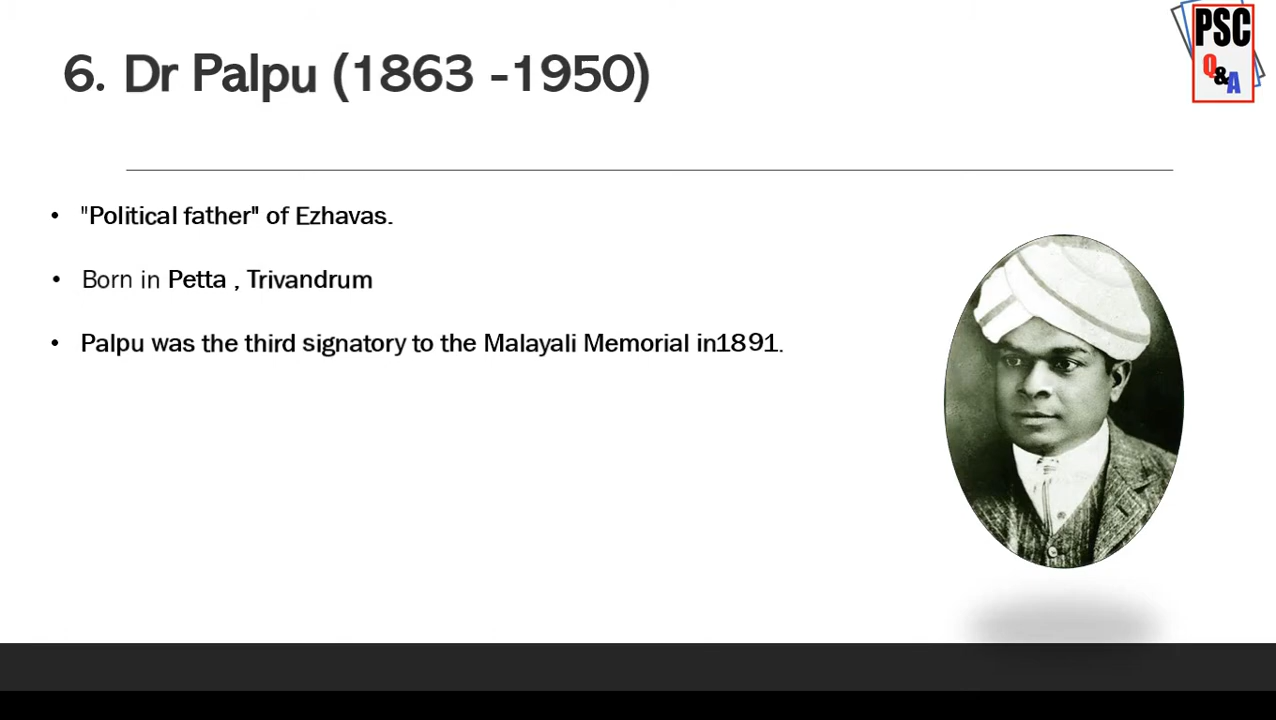 6. Dr Palpu (1863 -1950)
PSC
Q&A
• "Political father" of Ezhavas.
• Born in Petta , Trivandrum
• Palpu was the third signatory to the Malayali Memorial in1891.